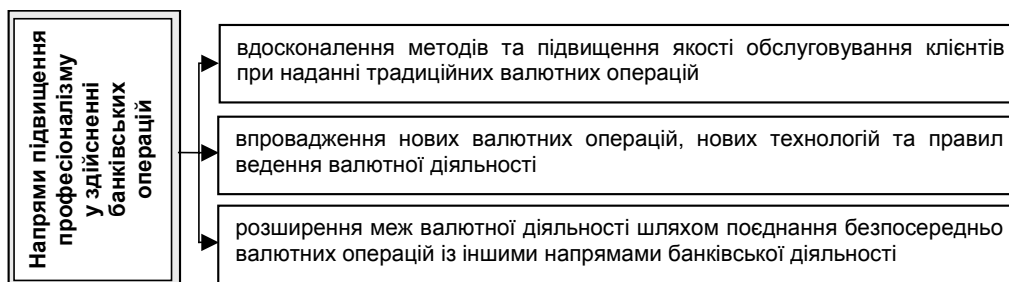 Напрями підвищення
професіоналізму
у здійсненні
банківських
операцій
вдосконалення методів та підвищення якості обслуговування клієнтів
при наданні традиційних валютних операцій
впровадження нових валютних операцій, нових технологій та правил
ведення валютної діяльності
розширення меж валютної діяльності шляхом поєднання безпосередньо
валютних операцій із іншими напрямами банківської діяльності